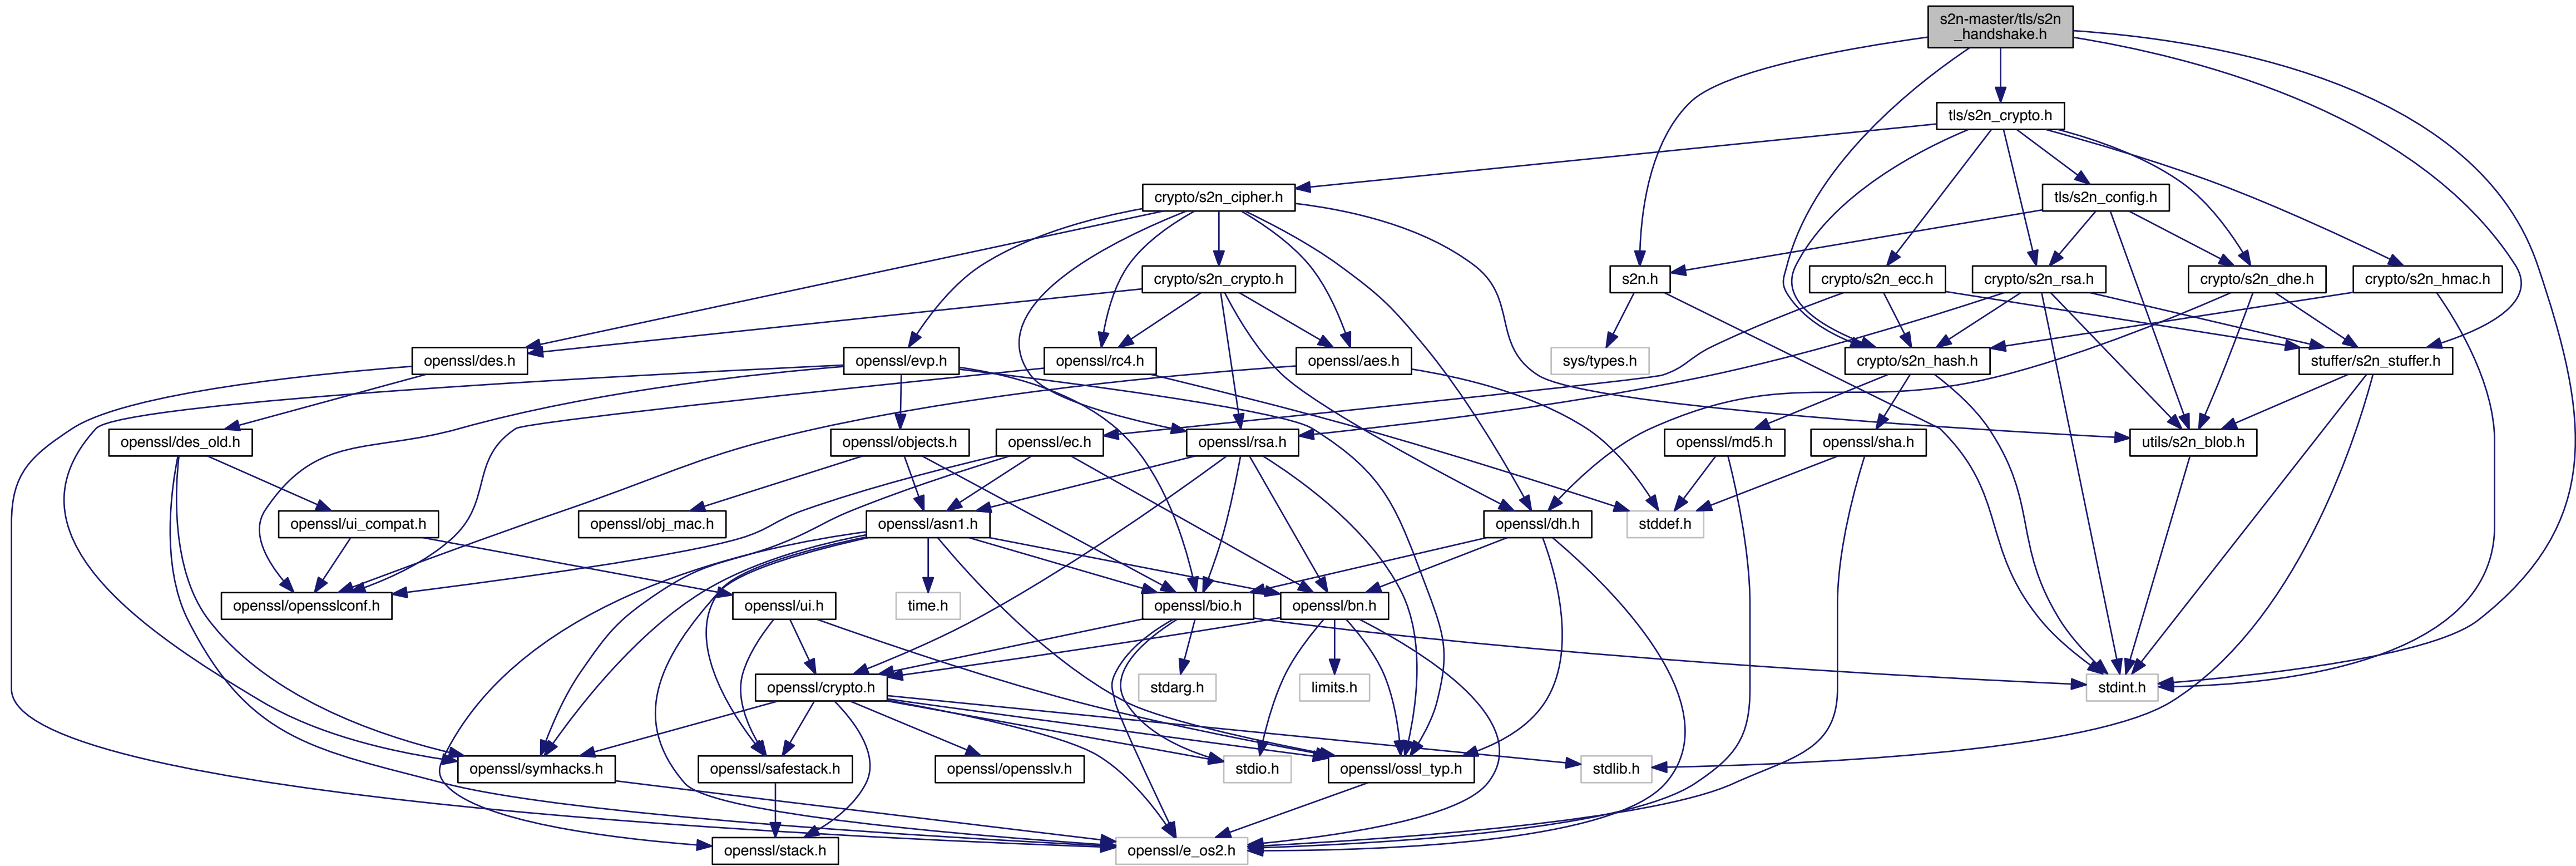 s2n-master/tls/s2n
_handshake.h
tls/s2n_crypto.h
crypto/s2n_cipher.h
tls/s2n_config.h
crypto/s2n_crypto.h
s2n.h
crypto/s2n_ecc.h
crypto/s2n_rsa.h
crypto/s2n_dhe.h
crypto/s2n_hmac.h
openssl/des.h
openssl/evp.h
openssl/rc4.h
openssl/aes.h
sys/types.h
crypto/s2n_hash.h
stuffer/s2n_stuffer.h
openssl/des_old.h
openssl/objects.h
openssl/ec.h
openssl/rsa.h
openssl/md5.h
openssl/sha.h
utils/s2n_blob.h
openssl/ui_compat.h
openssl/obj_mac.h
openssl/asn1.h
openssl/dh.h
stddef.h
openssl/opensslconf.h
openssl/ui.h
time.h
openssl/bio.h
openssl/bn.h
openssl/crypto.h
stdarg.h
limits.h
stdint.h
openssl/symhacks.h
openssl/safestack.h
openssl/opensslv.h
stdio.h
openssl/ossl_typ.h
stdlib.h
openssl/stack.h
openssl/e_os2.h